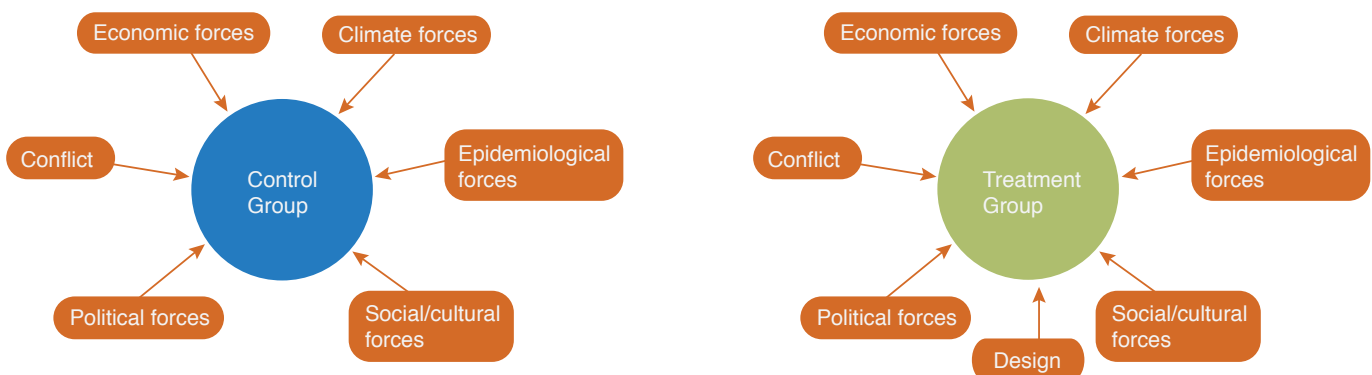 Economic forces
Climate forces
Conflict
Control
Group
Epidemiological
forces
Political forces
Social/cultural
forces
Economic forces
Climate forces
Conflict
Treatment
Group
Epidemiological
forces
Political forces
Social/cultural
forces
Design